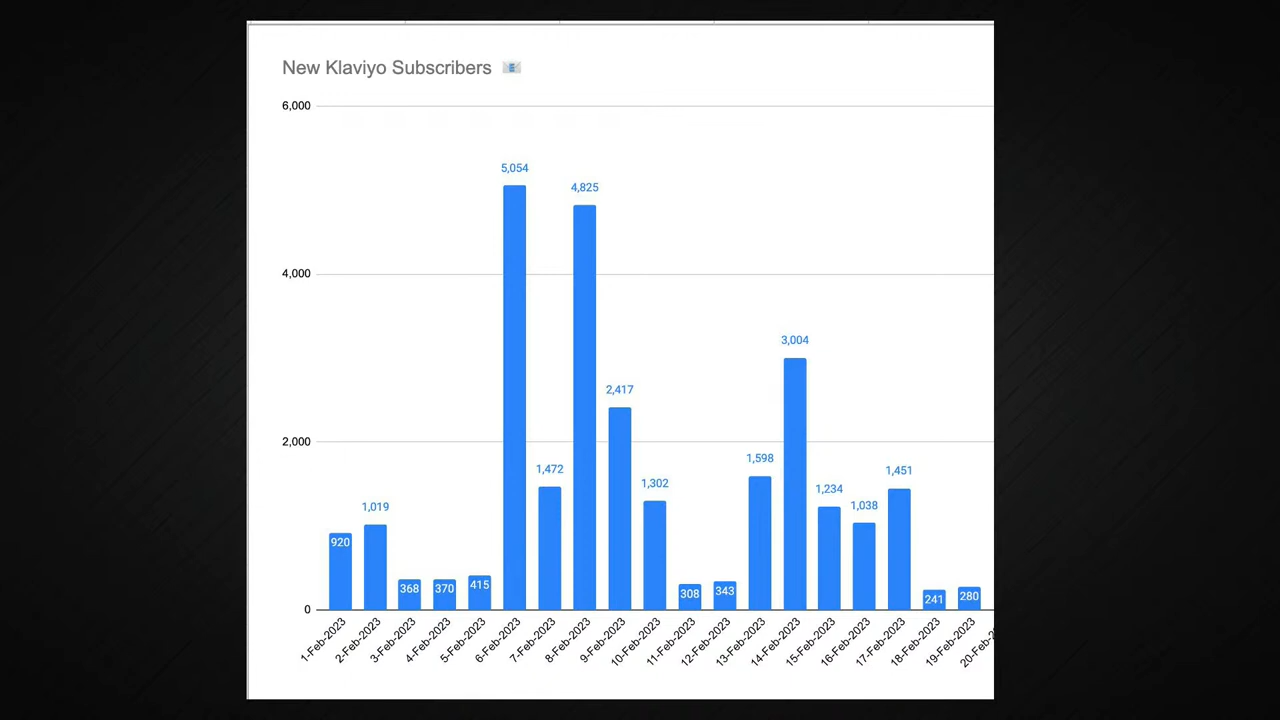 New Klaviyo Subscribers
6,000
5,054
4,825
4,000
3,004
2,417
2,000
1,598
1,472
1,451
1,302
1,234
1,038
1,019
920
368
370
415
308
343
241
280
0
1-Feb-2023
2-Feb-2023
3-Feb-2023
4-Feb-2023
5-Feb-2023
6-Feb-2023
7-Feb-2023
8-Feb-2023
9-Feb-2023
10-Feb-2023
11-Feb-2023
12-Feb-2023
13-Feb-2023
14-Feb-2023
15-Feb-2023
16-Feb-2023
17-Feb-2023
18-Feb-2023
19-Feb-2023
20-Feb-2